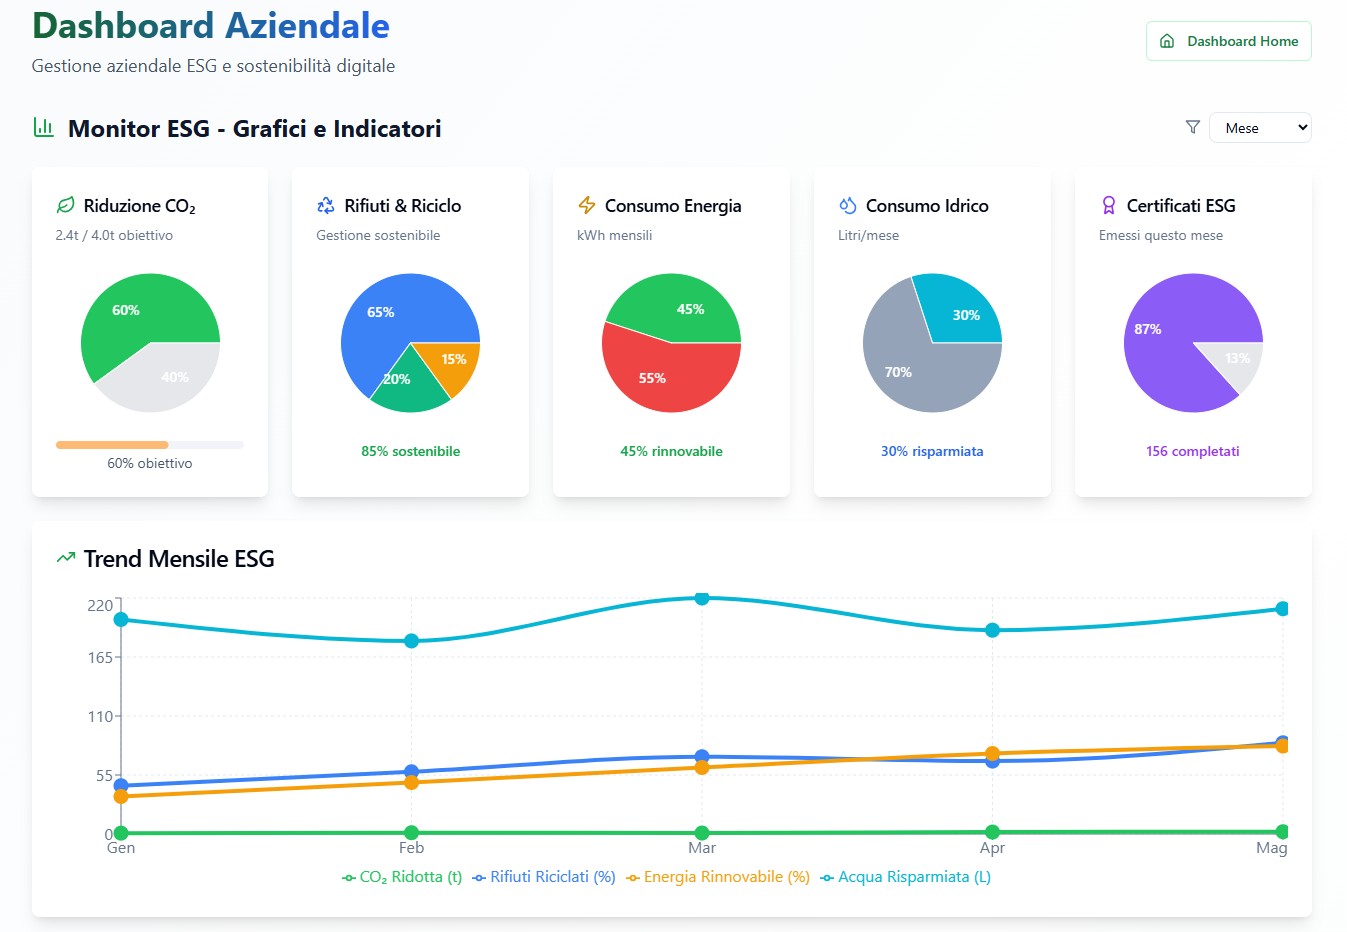 Dashboard Aziendale
Gestione aziendale ESG e sostenibilità digitale
Dashboard Home
Monitor ESG - Grafici e Indicatori
Mese
Riduzione CO₂
2.4t / 4.0t obiettivo
60%
40%
60% obiettivo
Rifiuti & Riciclo
Gestione sostenibile
65%
15%
20%
85% sostenibile
Consumo Energia
kWh mensili
45%
55%
45% rinnovabile
Consumo Idrico
Litri/mese
30%
70%
30% risparmiata
Certificati ESG
Emessi questo mese
87%
13%
156 completati
Trend Mensile ESG
220
165
110
55
0
Gen Feb Mar Apr Mag
CO₂ Ridotta (t) Rifiuti Riciclati (%) Energia Rinnovabile (%) Acqua Risparmiata (L)